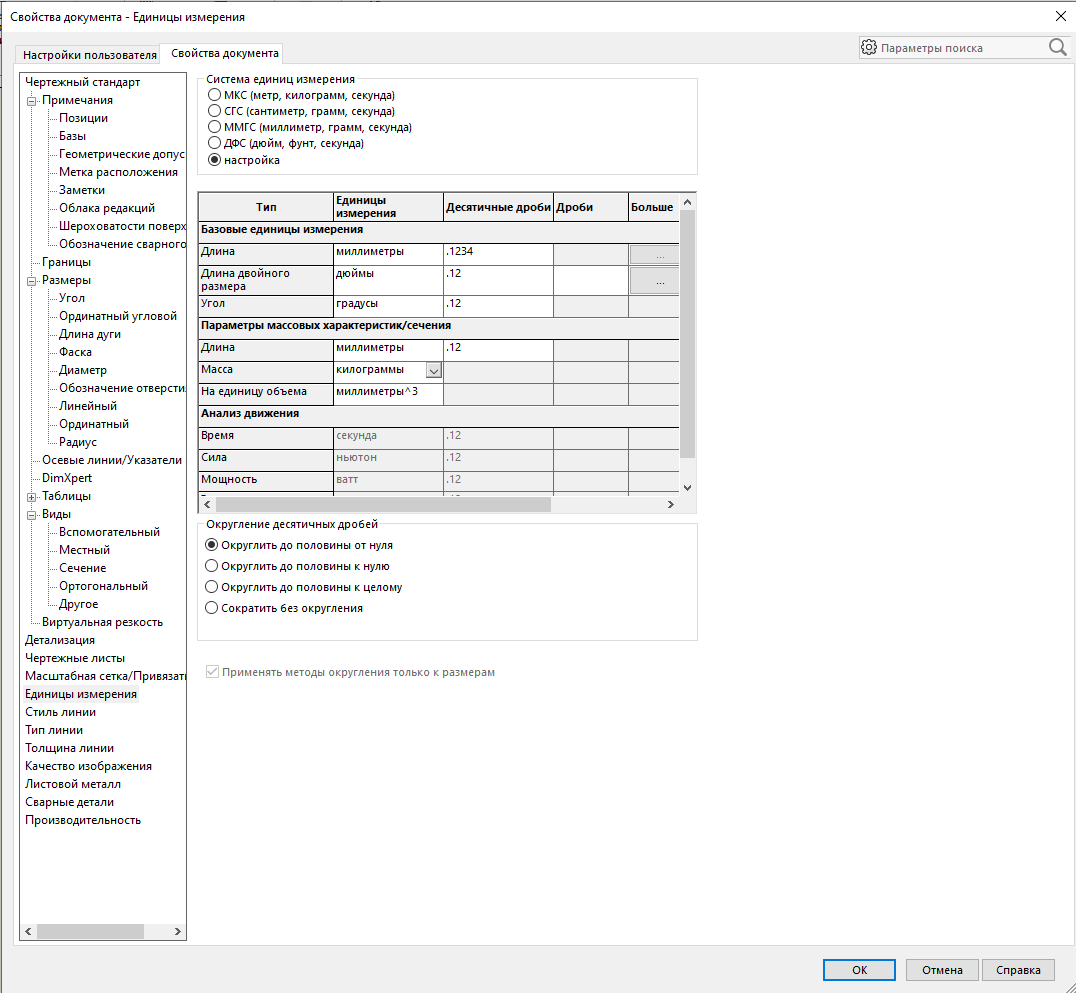 Свойства документа - Единицы измерения
Настройки пользователя
Свойства документа
Параметры поиска
Чертежный стандарт
Примечания
Позиции
Базы
Геометрические допус
Метка расположения
Заметки
Облака редакций
Шероховатости поверх
Обозначение сварного
Границы
Размеры
Угол
Ординатный угловой
Длина дуги
Фаска
Диаметр
Обозначение отверсти
Линейный
Ординатный
Радиус
Осевые линии/Указатели
DimXpert
Таблицы
Виды
Вспомогательный
Местный
Сечение
Ортогональный
Другое
Виртуальная резкость
Детализация
Чертежные листы
Масштабная сетка/Привязат
Единицы измерения
Стиль линии
Тип линии
Толщина линии
Качество изображения
Листовой металл
Сварные детали
Производительность
Система единиц измерения
МКС (метр, килограмм, секунда)
СГС (сантиметр, грамм, секунда)
ММГС (миллиметр, грамм, секунда)
ДФС (дюйм, фунт, секунда)
настройка
Тип Единицы измерения Десятичные дроби Дроби Больше
Базовые единицы измерения
Длина миллиметры .1234 ...
Длина двойного размера дюймы .12 ...
Угол градусы .12
Параметры массовых характеристик/сечения
Длина миллиметры .12
Масса килограммы
На единицу объема миллиметры^3
Анализ движения
Время секунда .12
Сила ньютон .12
Мощность ватт .12
Округление десятичных дробей
Округлить до половины от нуля
Округлить до половины к нулю
Округлить до половины к целому
Сократить без округления
Применять методы округления только к размерам
OK Отмена Справка